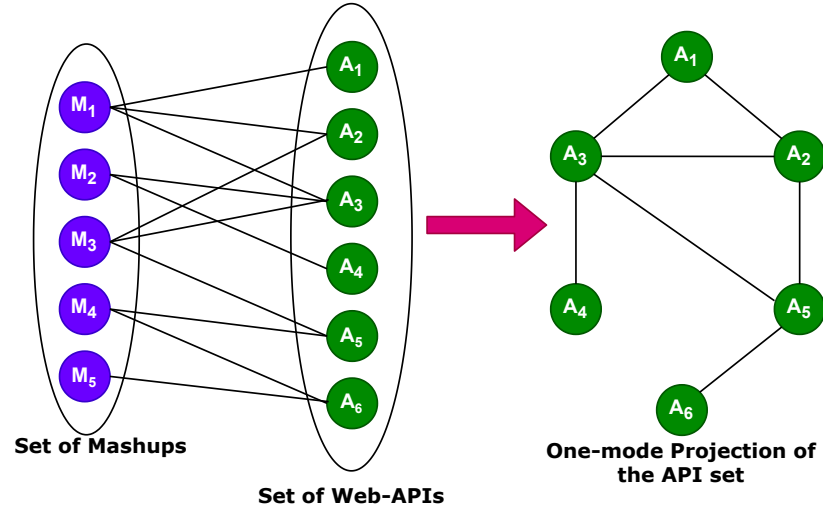 M1
M2
M3
M4
M5
Set of Mashups
A1
A2
A3
A4
A5
A6
Set of Web-APIs
A1
A3
A2
A4
A5
A6
One-mode Projection of
the API set